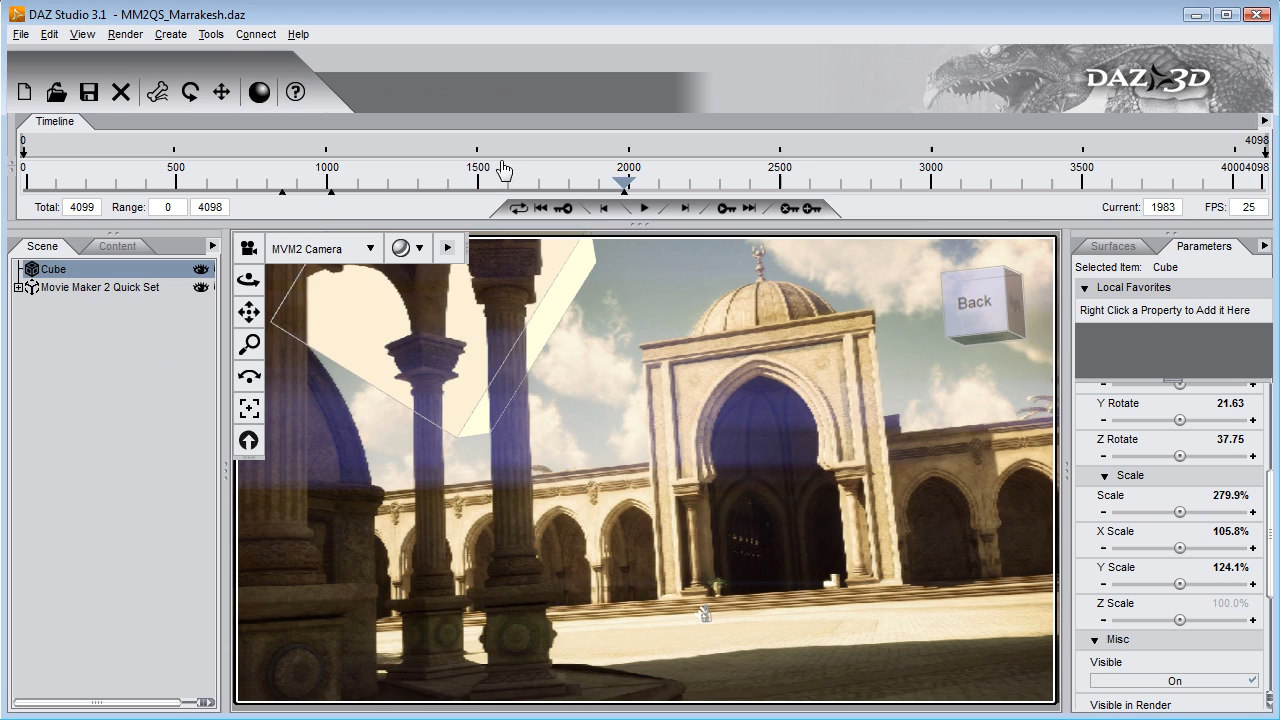 DAZ Studio 3.1 - MM2QS_Marrakesh.daz
File Edit View Render Create Tools Connect Help
DAZ 3D
Timeline
0 4098
0 500 1000 1500 2000 2500 3000 3500 40004098
Total: 4099 Range: 0 4098 Current: 1983 FPS: 25
Scene Content
Cube
Movie Maker 2 Quick Set
MVM2 Camera
Back
Surfaces Parameters
Selected Item: Cube
Local Favorites
Right Click a Property to Add it Here
Y Rotate 21.63
Z Rotate 37.75
Scale
Scale 279.9%
X Scale 105.8%
Y Scale 124.1%
Z Scale 100.0%
Misc
Visible
On
Visible in Render